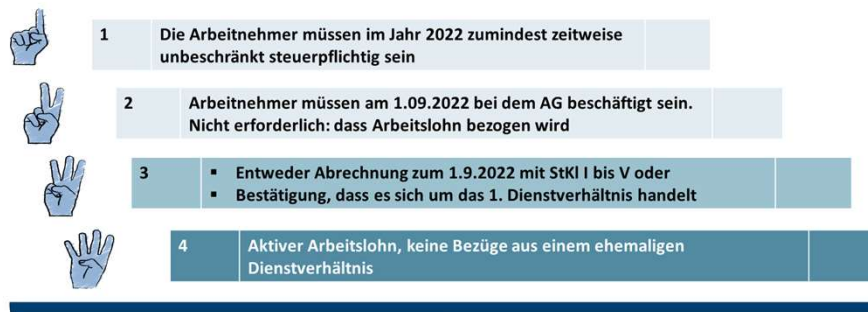 1 Die Arbeitnehmer müssen im Jahr 2022 zumindest zeitweise
unbeschränkt steuerpflichtig sein
2 Arbeitnehmer müssen am 1.09.2022 bei dem AG beschäftigt sein.
Nicht erforderlich: dass Arbeitslohn bezogen wird
3 ▪ Entweder Abrechnung zum 1.9.2022 mit StKl I bis V oder
▪ Bestätigung, dass es sich um das 1. Dienstverhältnis handelt
4 Aktiver Arbeitslohn, keine Bezüge aus einem ehemaligen
Dienstverhältnis